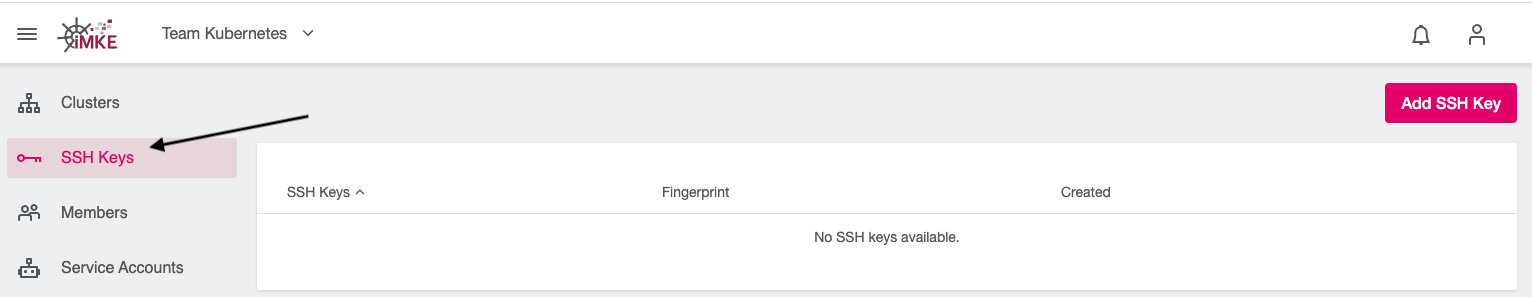 iMKE
Team Kubernetes
Clusters
Add SSH Key
SSH Keys
SSH Keys Fingerprint Created
Members
No SSH keys available.
Service Accounts